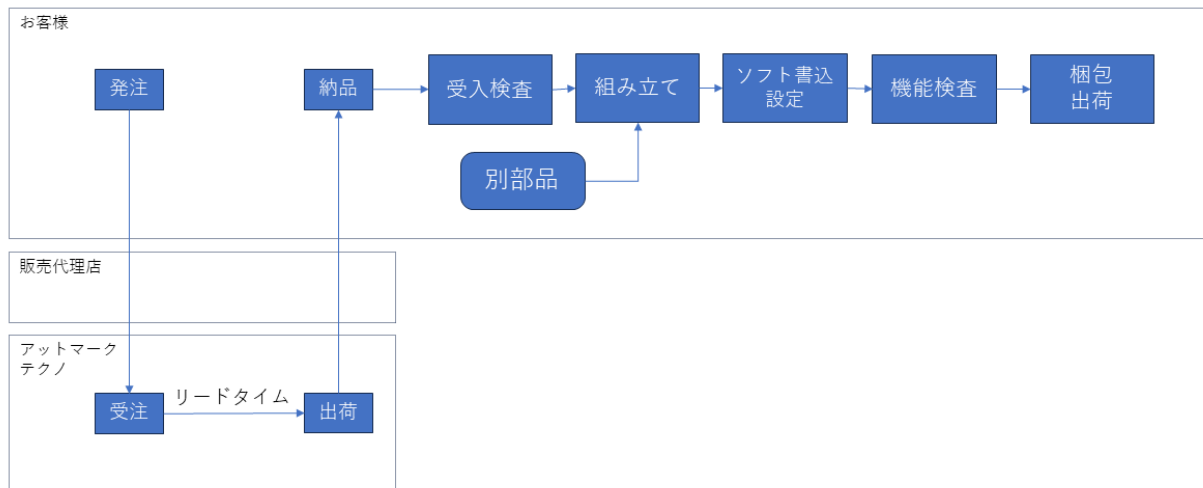 お客様
発注
納品
受入検査
組み立て
ソフト書込
設定
機能検査
梱包
出荷
別部品
販売代理店
アットマーク
テクノ
受注
リードタイム
出荷